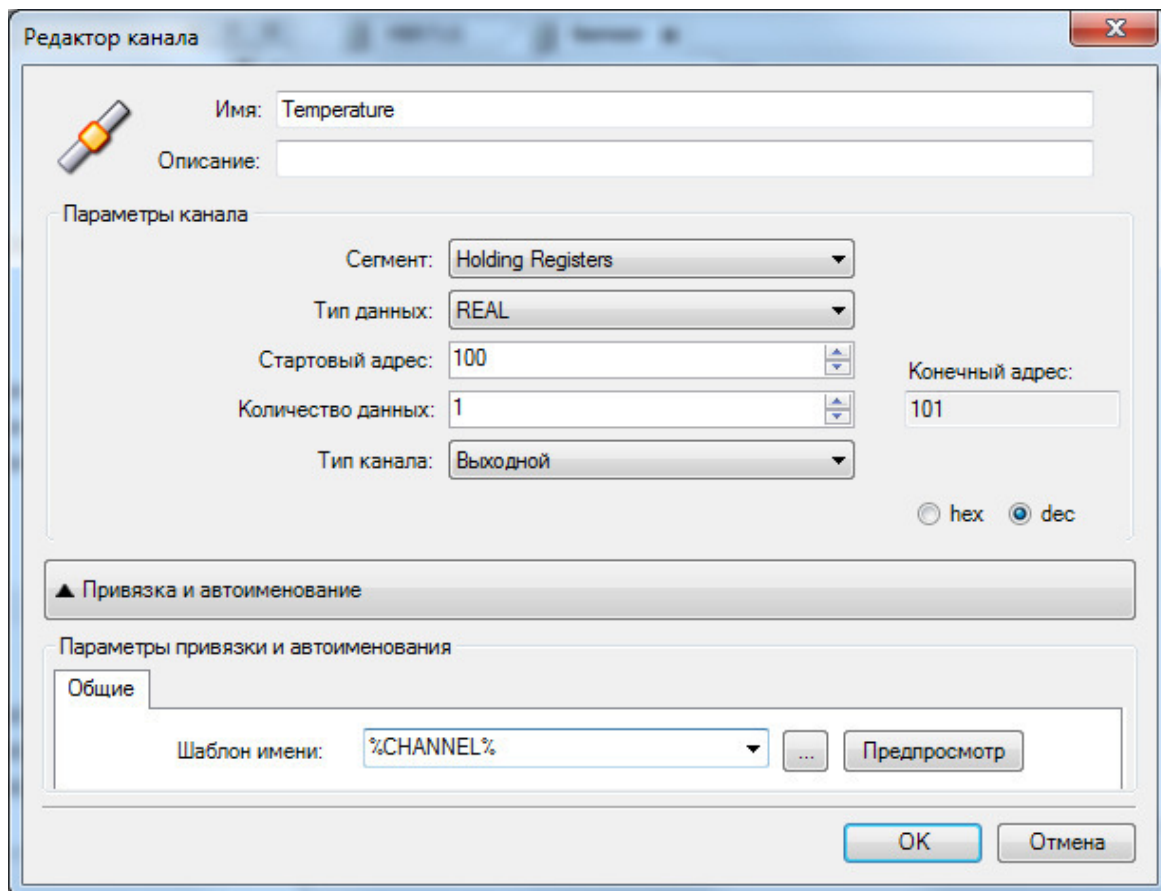 Редактор канала
Имя: Temperature
Описание:
Параметры канала
Сегмент: Holding Registers
Тип данных: REAL
Стартовый адрес: 100
Конечный адрес:
Количество данных: 1
101
Тип канала: Выходной
hex dec
Привязка и автоименование
Параметры привязки и автоименования
Общие
Шаблон имени: %CHANNEL% ... Предпросмотр
OK Отмена